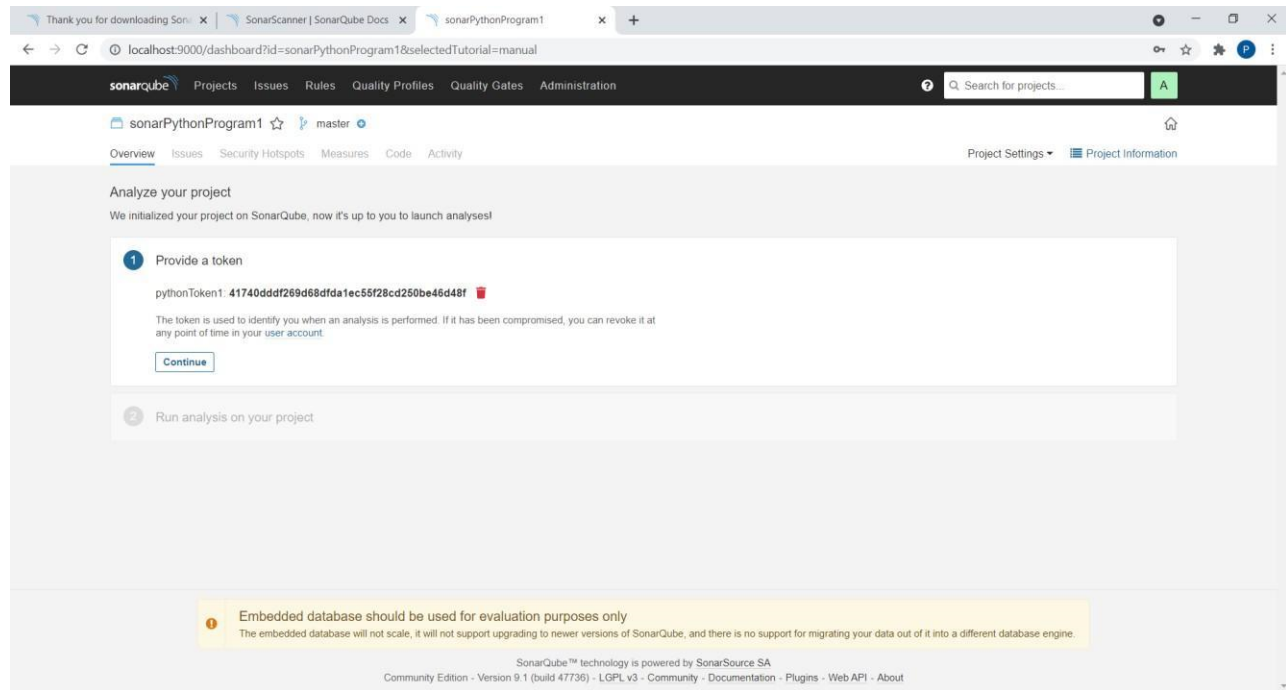 Thank you for downloading Son
SonarScanner | SonarQube Docs
sonarPythonProgram1
localhost:9000/dashboard?id=sonarPythonProgram1&selectedTutorial=manual
P
sonarqube Projects Issues Rules Quality Profiles Quality Gates Administration
Search for projects...
A
sonarPythonProgram1 master
Overview Issues Security Hotspots Measures Code Activity
Project Settings Project Information
Analyze your project
We initialized your project on SonarQube, now it's up to you to launch analyses!
1 Provide a token
pythonToken1: 41740dddf269d68dfda1ec55f28cd250be46d48f
The token is used to identify you when an analysis is performed. If it has been compromised, you can revoke it at
any point of time in your user account.
Continue
2 Run analysis on your project
Embedded database should be used for evaluation purposes only
The embedded database will not scale, it will not support upgrading to newer versions of SonarQube, and there is no support for migrating your data out of it into a different database engine.
SonarQube™ technology is powered by SonarSource SA
Community Edition - Version 9.1 (build 47736) - LGPL v3 - Community - Documentation - Plugins - Web API - About